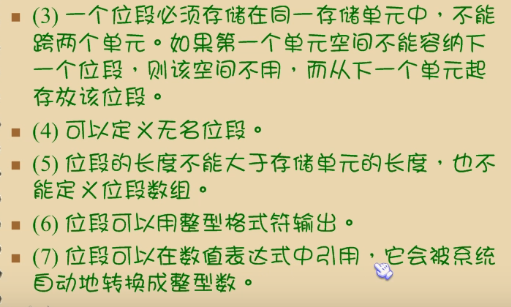 (3) 一个位段必须存储在同一存储单元中，不能
跨两个单元。如果第一个单元空间不能容纳下
一个位段，则该空间不用，而从下一个单元起
存放该位段。
(4) 可以定义无名位段。
(5) 位段的长度不能大于存储单元的长度，也不
能定义位段数组。
(6) 位段可以用整型格式符输出。
(7) 位段可以在数值表达式中引用，它会被系统
自动地转换成整型数。